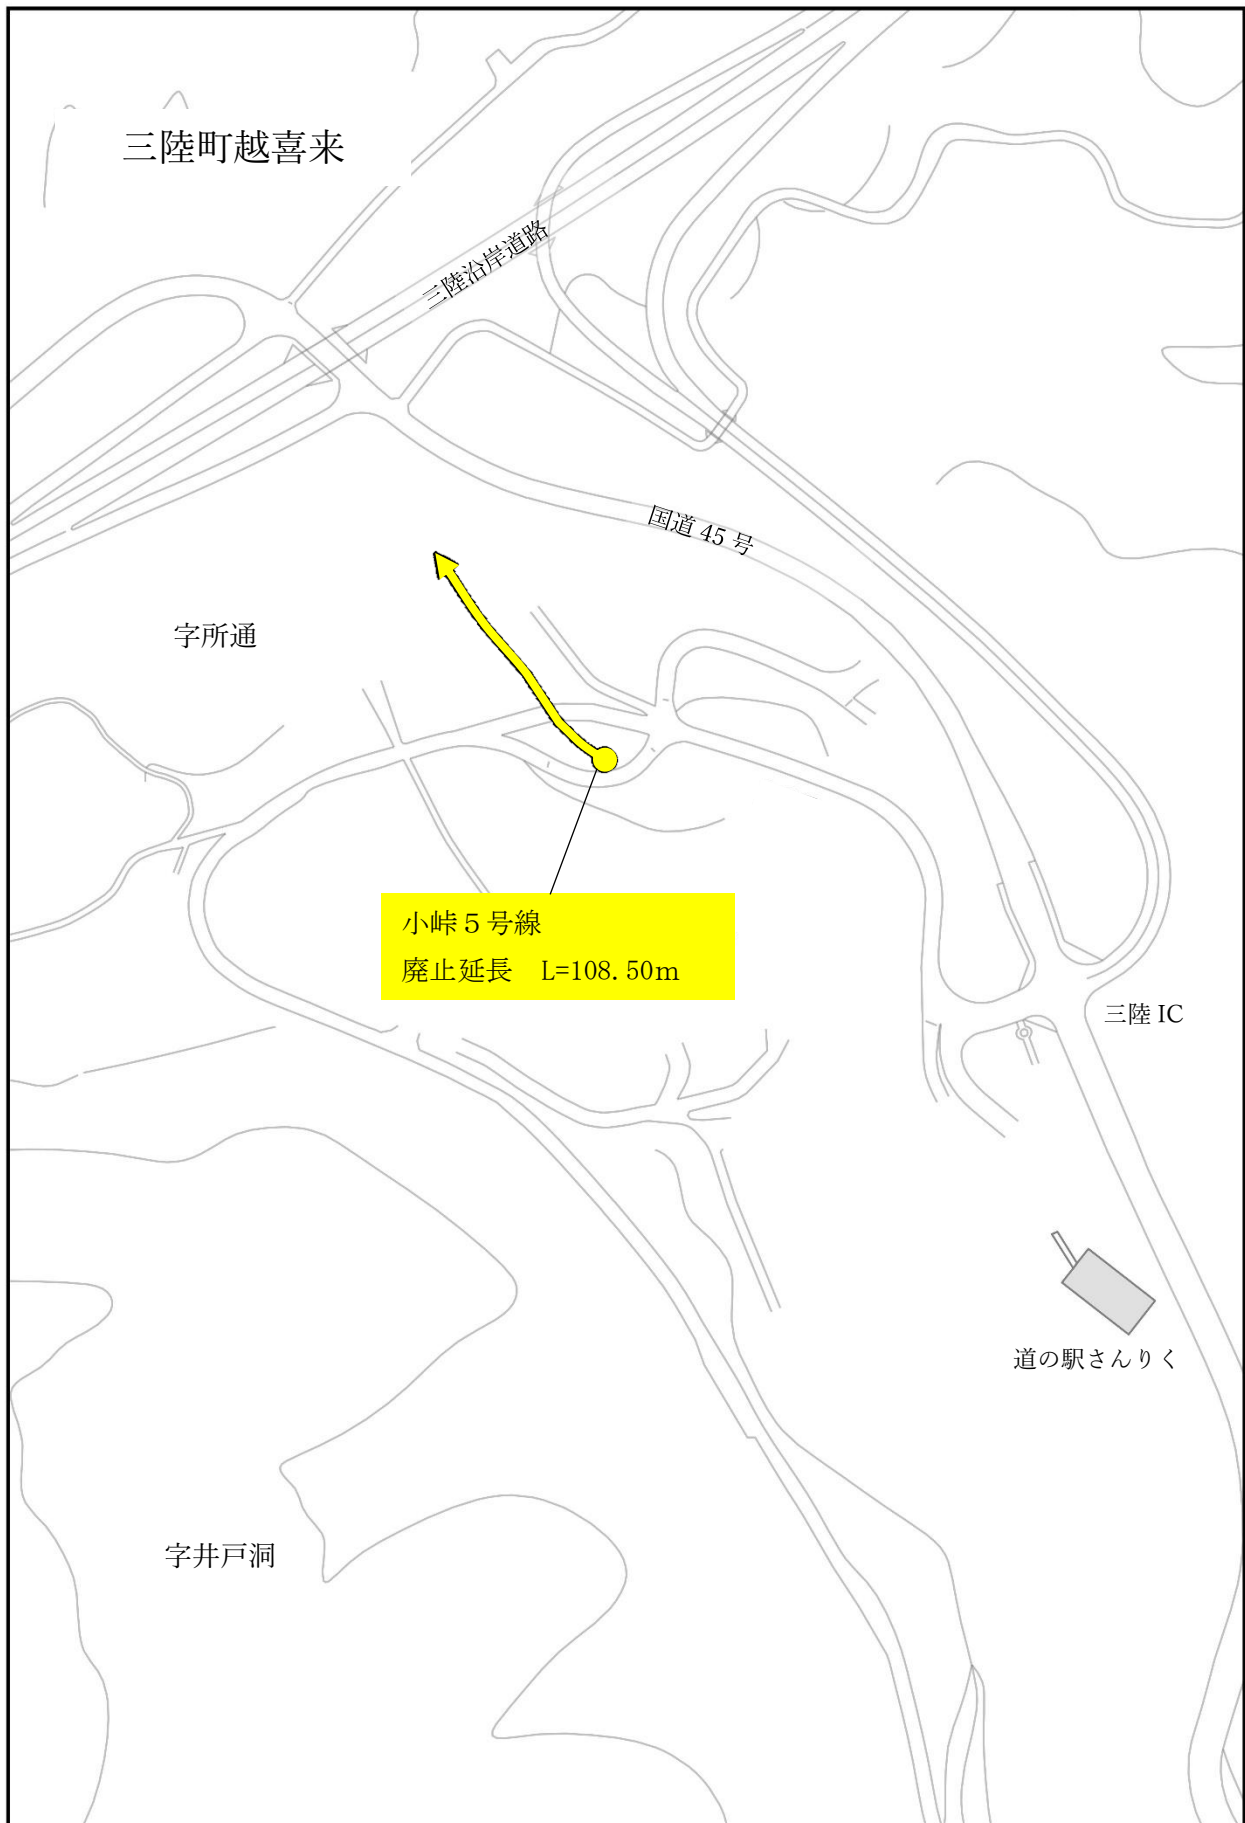 三陸町越喜来
三陸沿岸道路
国道 45 号
字所通
小峠５号線
廃止延長　L=108.50m
三陸 IC
道の駅さんりく
字井戸洞